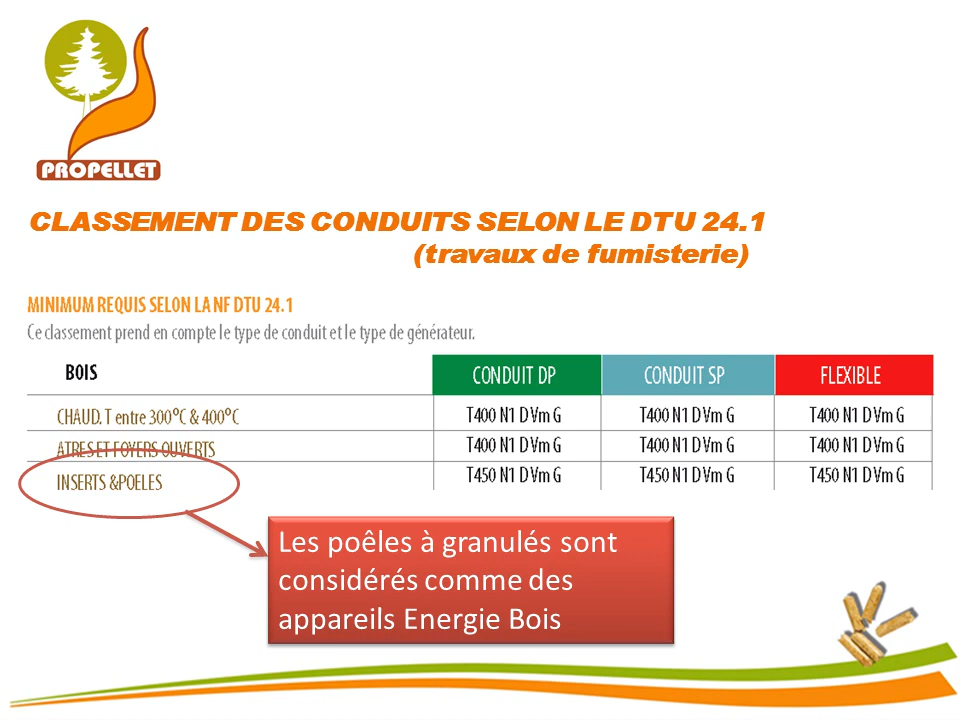 PROPELLET
CLASSEMENT DES CONDUITS SELON LE DTU 24.1
(travaux de fumisterie)
MINIMUM REQUIS SELON LA NF DTU 24.1
Ce classement prend en compte le type de conduit et le type de générateur.
BOIS CONDUIT DP CONDUIT SP FLEXIBLE
CHAUD. T entre 300°C & 400°C T400 N1 D Vm G T400 N1 D Vm G T400 N1 D Vm G
ATRES ET FOYERS OUVERTS T400 N1 D Vm G T400 N1 D Vm G T400 N1 D Vm G
INSERTS &POELES T450 N1 D Vm G T450 N1 D Vm G T450 N1 D Vm G
Les poêles à granulés sont
considérés comme des
appareils Energie Bois